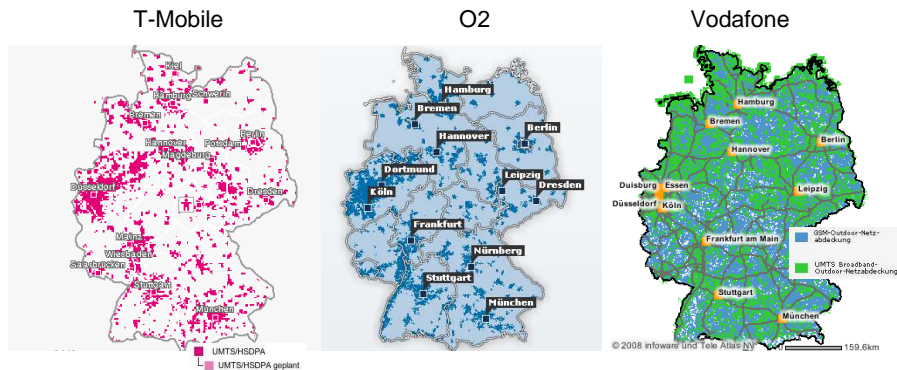 T-Mobile
Kiel
Hamburg
Schwerin
Bremen
Berlin
Hannover
Potsdam
Magdeburg
Düsseldorf
Dresden
Mainz
Wiesbaden
Saarbrücken
Stuttgart
München
UMTS/HSDPA
UMTS/HSDPA geplant
O2
Hamburg
Bremen
Berlin
Hannover
Dortmund
Leipzig
Dresden
Köln
Frankfurt
Nürnberg
Stuttgart
München
Vodafone
Hamburg
Bremen
Berlin
Hannover
Duisburg
Essen
Leipzig
Düsseldorf
Köln
Frankfurt am Main
GSM-Outdoor-Netz-
abdeckung
UMTS Broadband-
Outdoor-Netzabdeckung
Stuttgart
München
© 2008 infoware und Tele Atlas NV
0
159,6km